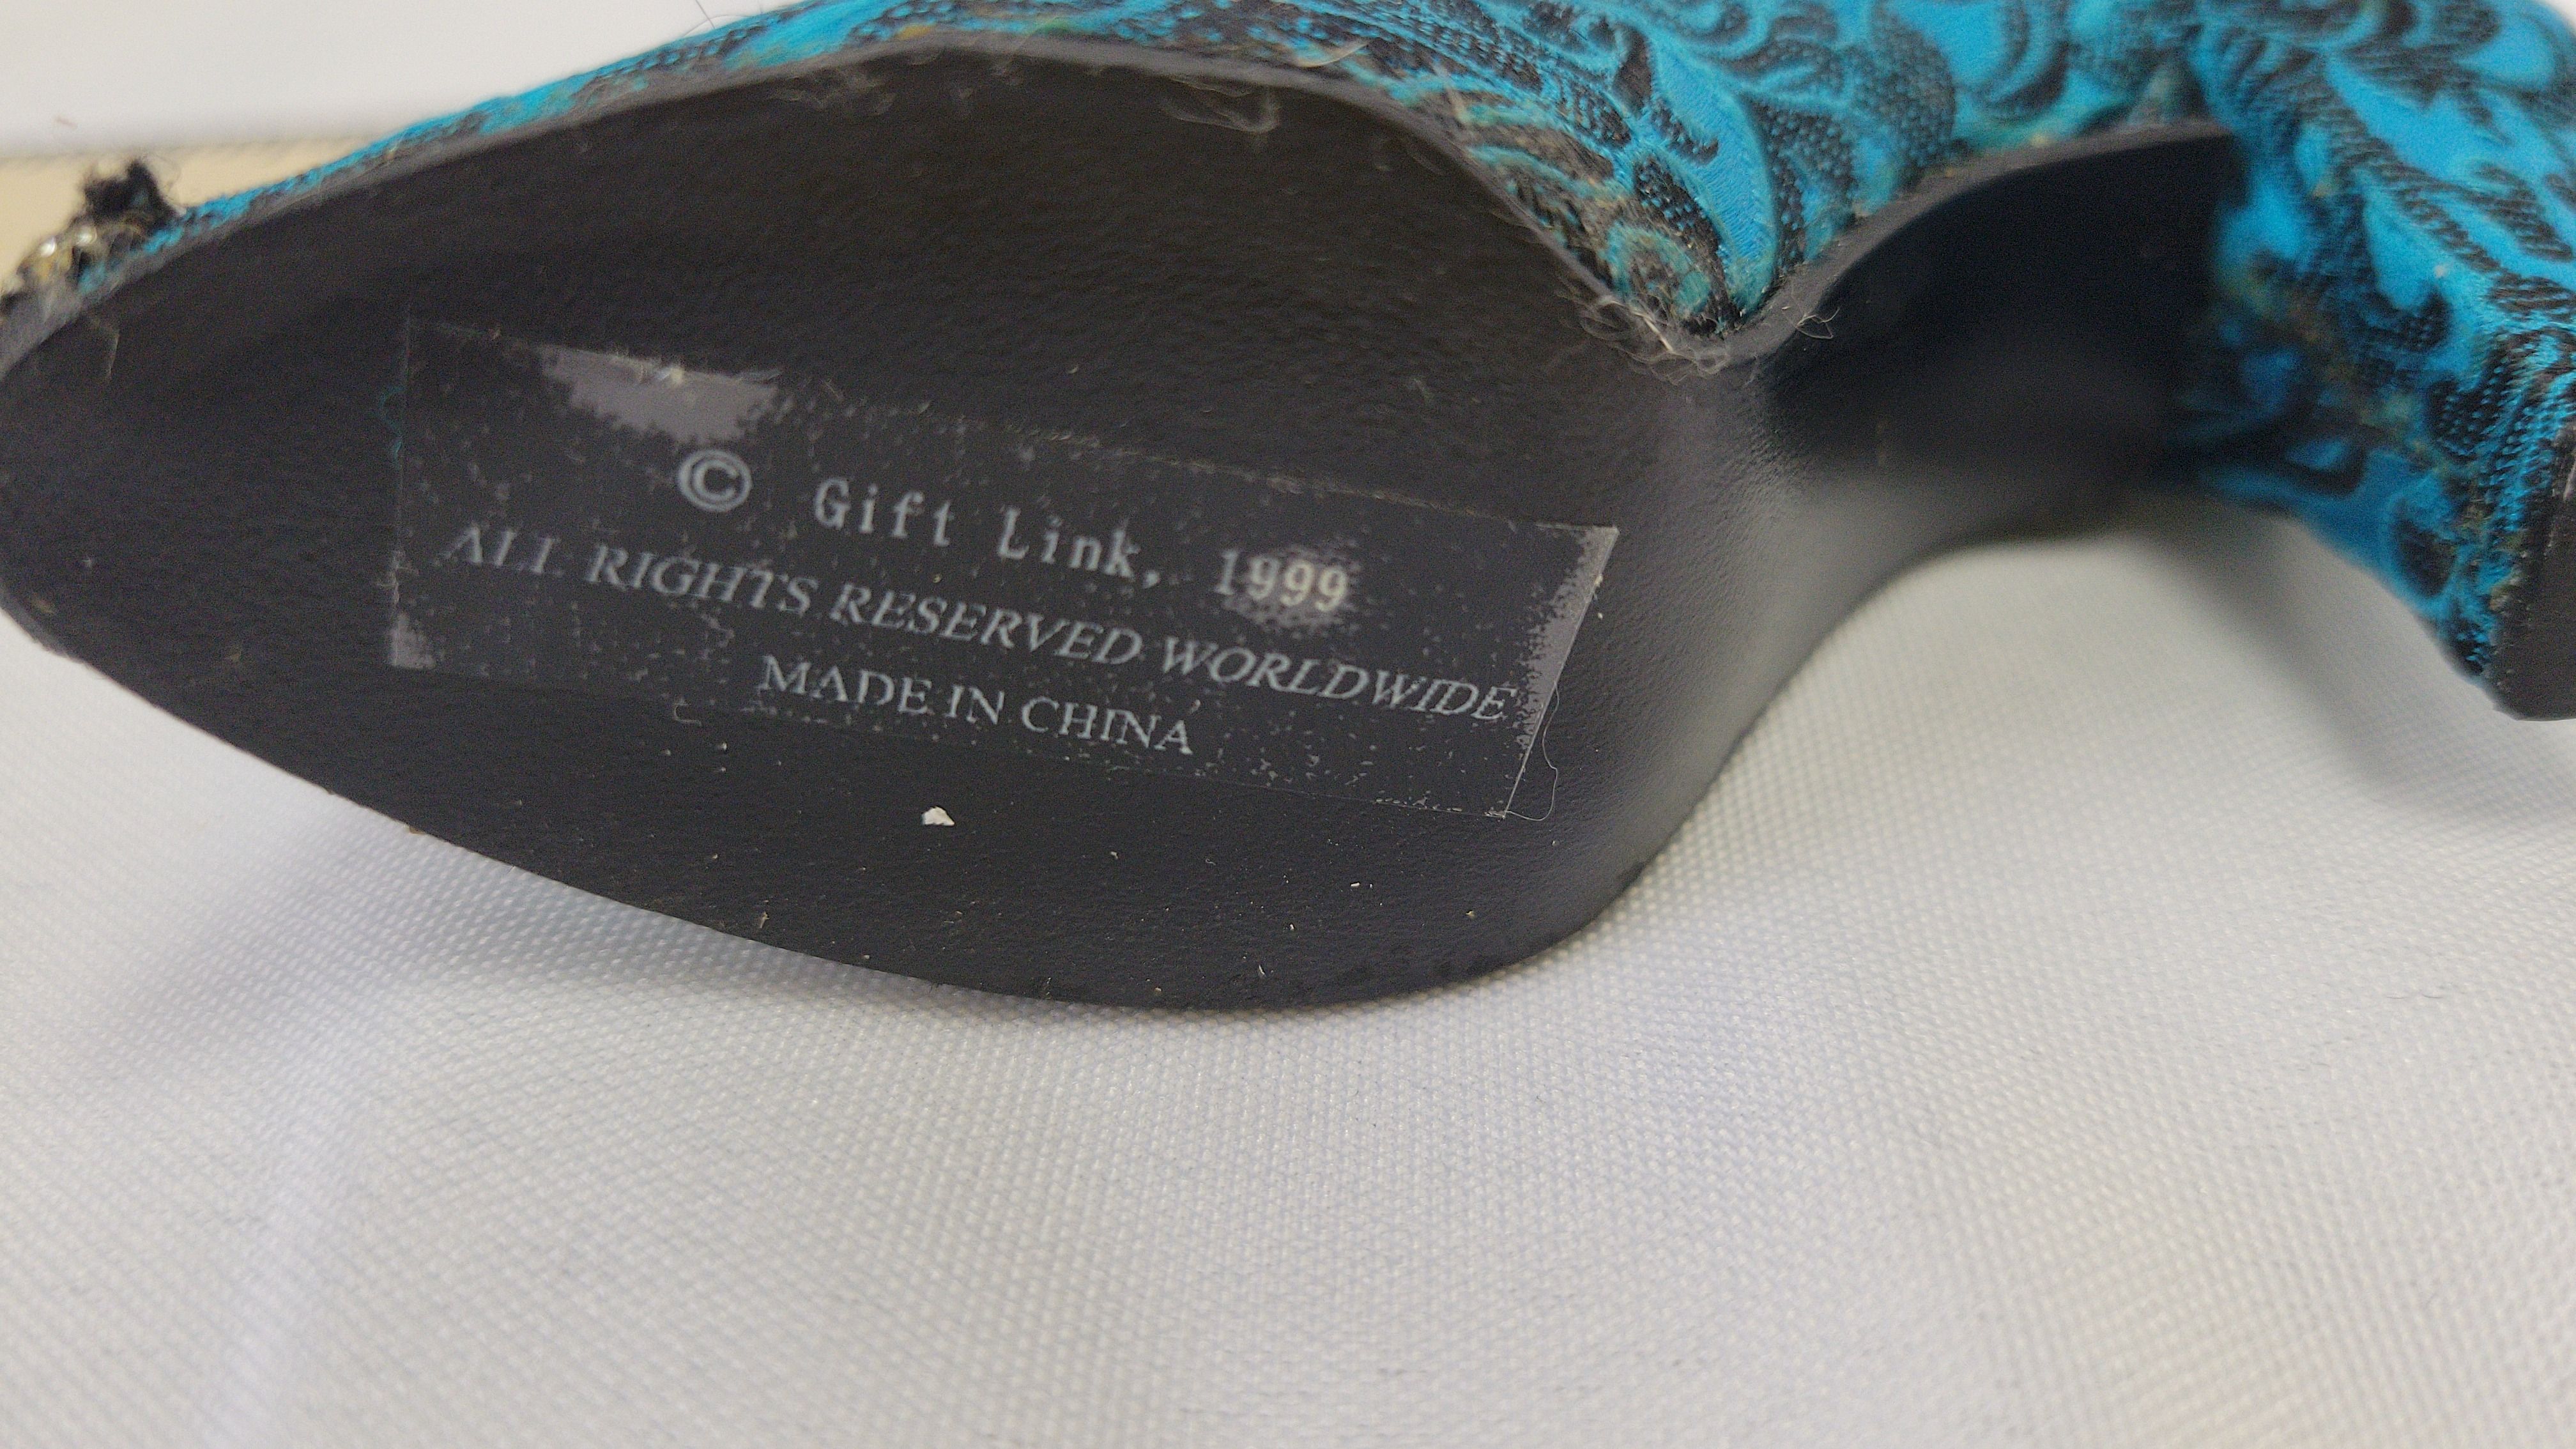 © Gift Link, 1999
ALL RIGHTS RESERVED WORLDWIDE
MADE IN CHINA